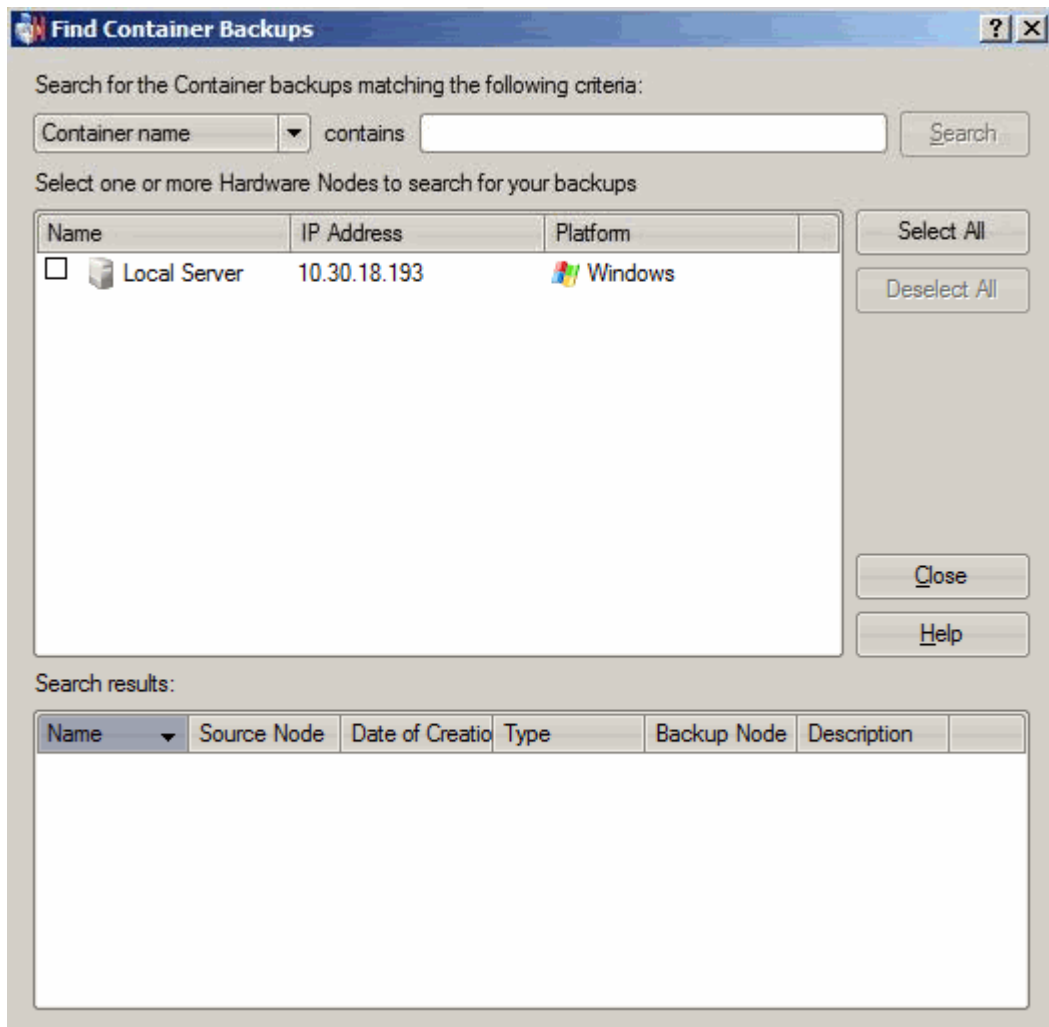 Find Container Backups
Search for the Container backups matching the following criteria:
Container name contains Search
Select one or more Hardware Nodes to search for your backups
Name IP Address Platform Select All
Local Server 10.30.18.193 Windows Deselect All
Close
Help
Search results:
Name Source Node Date of Creatio Type Backup Node Description